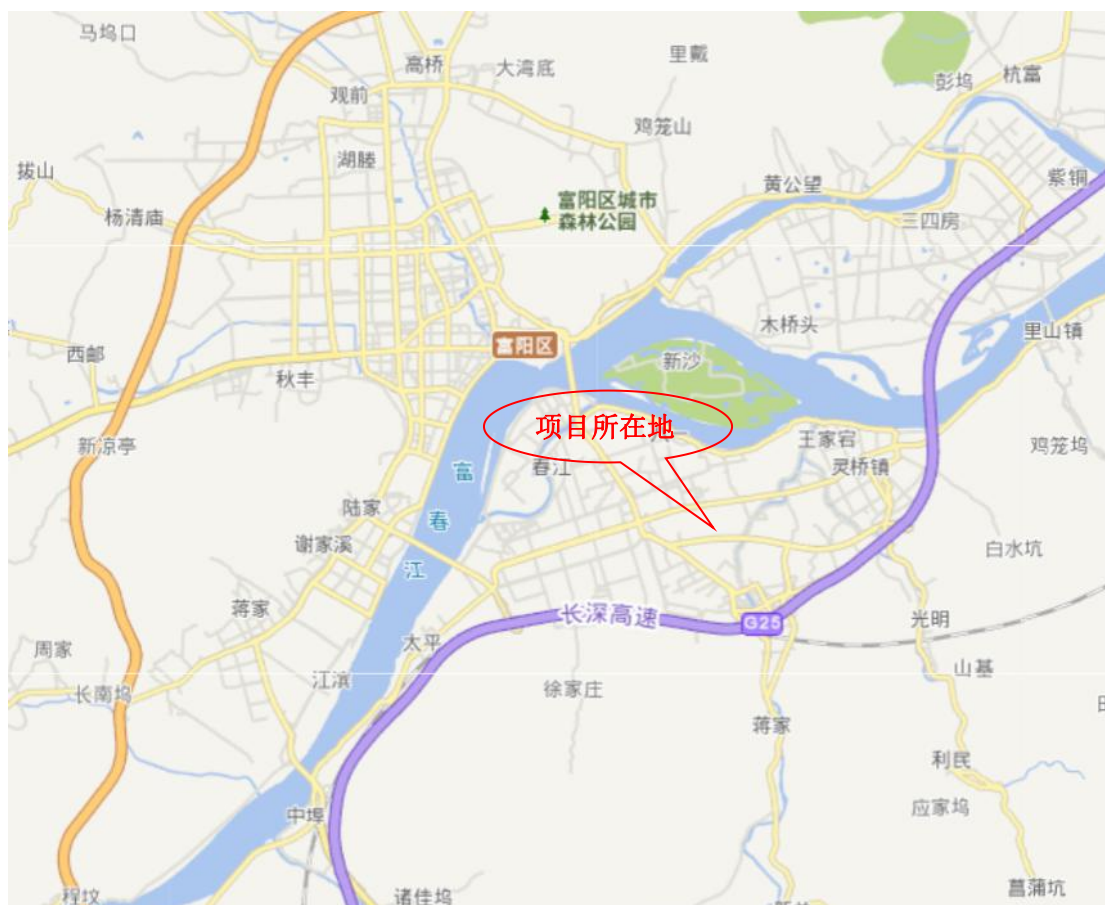 马坞口
里戴
高桥
大湾底
彭坞
杭富
观前
鸡笼山
湖塍
拔山
黄公望
紫铜
富阳区城市
森林公园
杨清庙
三四房
木桥头
里山镇
富阳区
西邮
新沙
秋丰
项目所在地
王家宕
新凉亭
鸡笼坞
春江
灵桥镇
富
春
江
陆家
谢家溪
白水坑
蒋家
长深高速
G25
光明
太平
周家
山基
江滨
徐家庄
长南坞
蒋家
利民
中埠
应家坞
程坟
诸佳坞
菖蒲坑